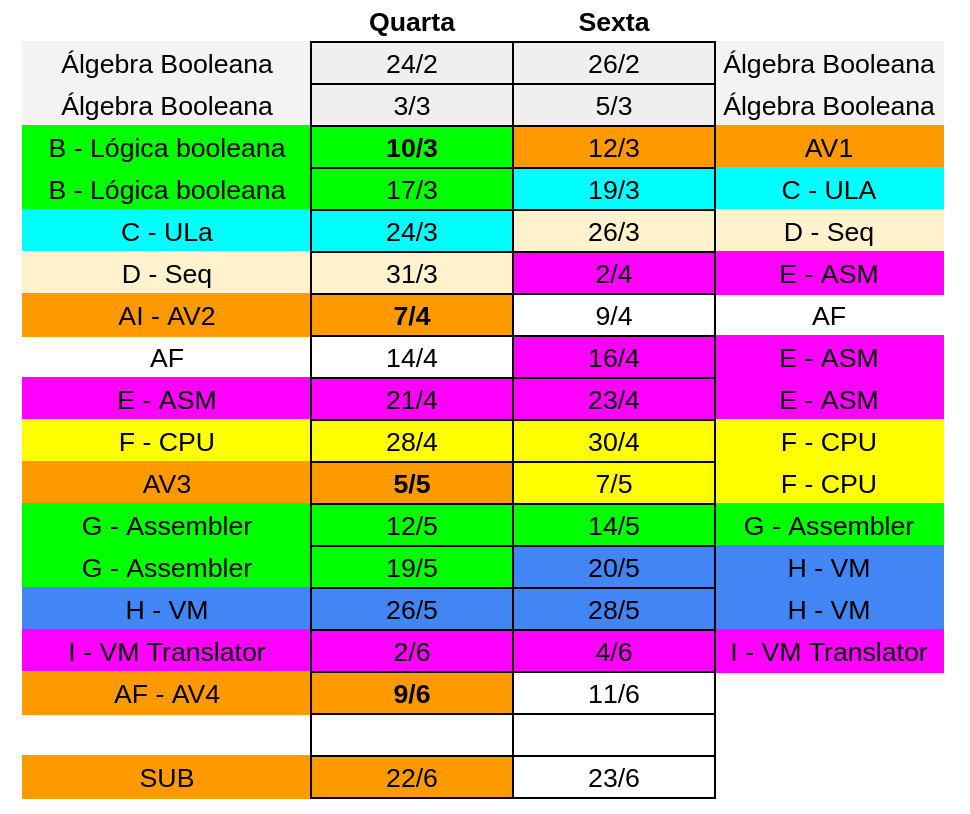 Quarta Sexta
Álgebra Booleana 24/2 26/2 Álgebra Booleana
Álgebra Booleana 3/3 5/3 Álgebra Booleana
B - Lógica booleana 10/3 12/3 AV1
B - Lógica booleana 17/3 19/3 C - ULA
C - ULa 24/3 26/3 D - Seq
D - Seq 31/3 2/4 E - ASM
AI - AV2 7/4 9/4 AF
AF 14/4 16/4 E - ASM
E - ASM 21/4 23/4 E - ASM
F - CPU 28/4 30/4 F - CPU
AV3 5/5 7/5 F - CPU
G - Assembler 12/5 14/5 G - Assembler
G - Assembler 19/5 20/5 H - VM
H - VM 26/5 28/5 H - VM
I - VM Translator 2/6 4/6 I - VM Translator
AF - AV4 9/6 11/6
SUB 22/6 23/6